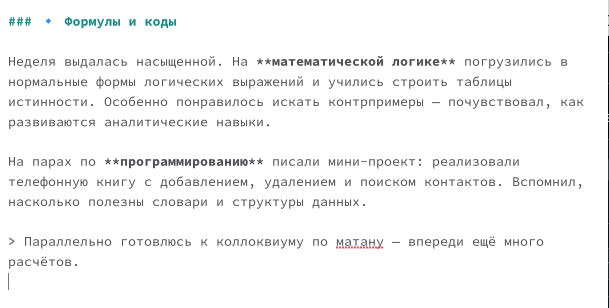 ### 🔹 Формулы и коды
Неделя выдалась насыщенной. На **математической логике** погрузились в
нормальные формы логических выражений и учились строить таблицы
истинности. Особенно понравилось искать контрпримеры — почувствовал, как
развиваются аналитические навыки.
На парах по **программированию** писали мини-проект: реализовали
телефонную книгу с добавлением, удалением и поиском контактов. Вспомнил,
насколько полезны словари и структуры данных.
> Параллельно готовлюсь к коллоквиуму по матану — впереди ещё много
расчётов.